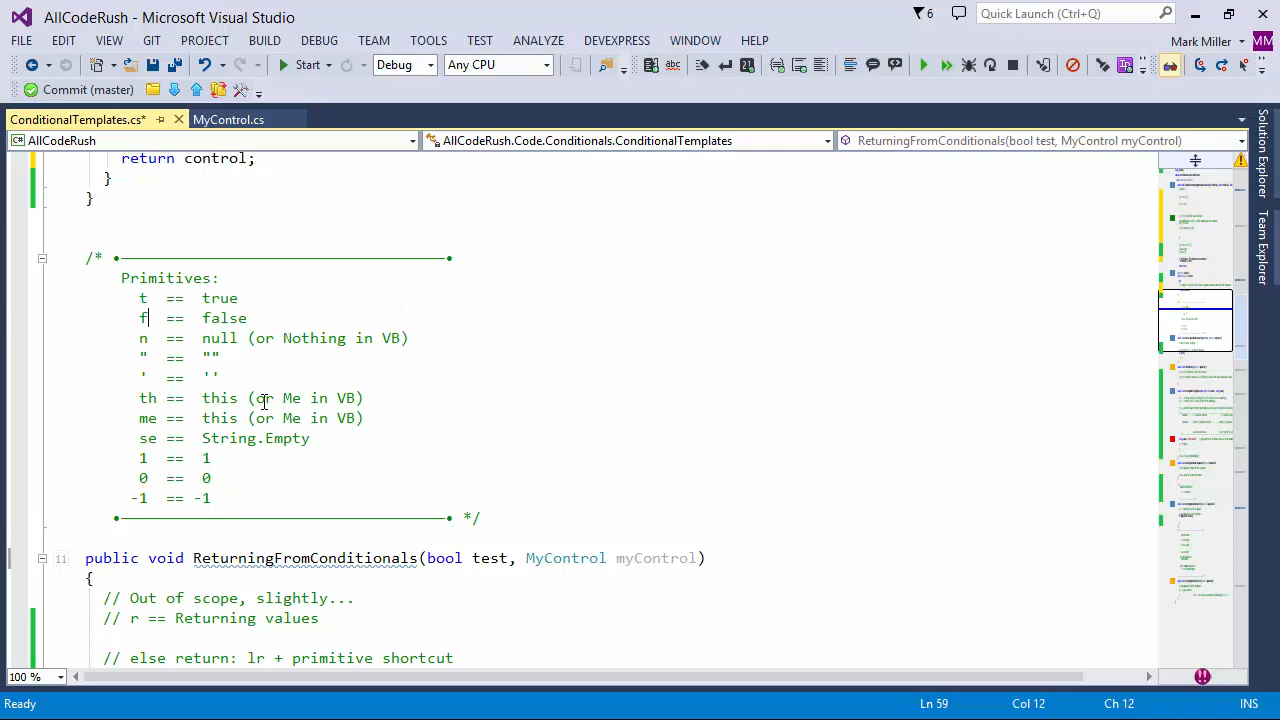 AllCodeRush - Microsoft Visual Studio
6
Quick Launch (Ctrl+Q)
FILE EDIT VIEW GIT PROJECT BUILD DEBUG TEAM TOOLS TEST ANALYZE DEVEXPRESS WINDOW HELP
Mark Miller MM
Start Debug Any CPU
Commit (master)
ConditionalTemplates.cs* MyControl.cs
AllCodeRush AllCodeRush.Code.Conditionals.ConditionalTemplates ReturningFromConditionals(bool test, MyControl myControl)
return control;
}
}
/*
Primitives:
t == true
f == false
n == null (or Nothing in VB)
" == ""
' == ''
th == this (or Me in VB)
me == this (or Me in VB)
se == String.Empty
1 == 1
0 == 0
-1 == -1
*/
11 public void ReturningFromConditionals(bool test, MyControl myControl)
{
// Out of scope, slightly
// r == Returning values
// else return: lr + primitive shortcut
100 %
Ready Ln 59 Col 12 Ch 12 INS
Solution Explorer
Team Explorer